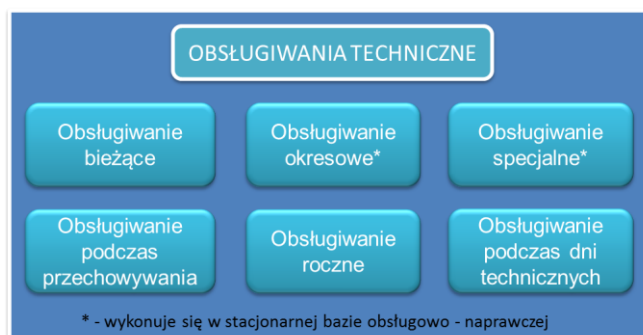 OBSŁUGIWANIA TECHNICZNE
Obsługiwanie
bieżące
Obsługiwanie
okresowe*
Obsługiwanie
specjalne*
Obsługiwanie
podczas
przechowywania
Obsługiwanie
roczne
Obsługiwanie
podczas dni
technicznych
* - wykonuje się w stacjonarnej bazie obsługowo - naprawczej